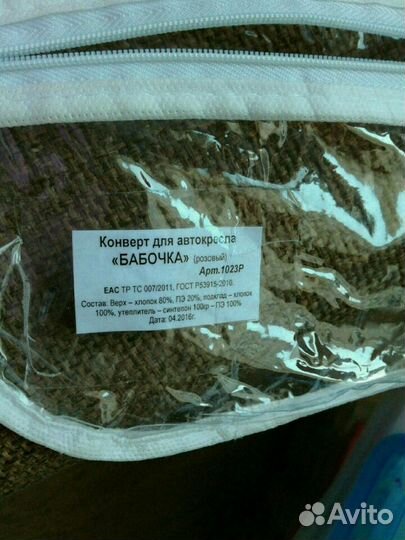 Конверт для автокресла
«БАБОЧКА» (розовый)
Арт.1023Р
ЕАС ТР ТС 007/2011, ГОСТ Р53915-2010.
Состав: Верх – хлопок 80%, ПЭ 20%, подклад – хлопок
100%, утеплитель – синтепон 100гр – ПЭ 100%
Дата: 04.2016г.
Avito